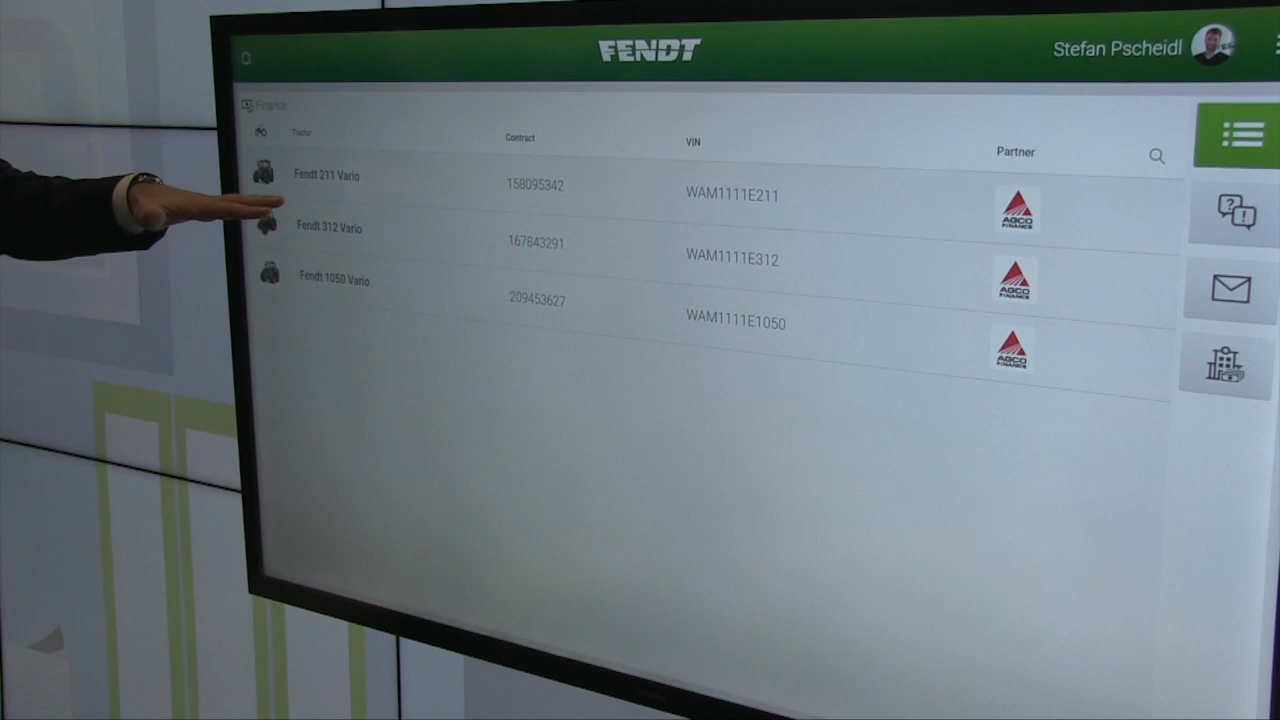 FENDT
Stefan Pscheidl
Finance
Tractor Contract VIN Partner
Fendt 211 Vario 158095342 WAM1111E211 AGCO FINANCE
Fendt 312 Vario 167843291 WAM1111E312 AGCO FINANCE
Fendt 1050 Vario 209453627 WAM1111E1050 AGCO FINANCE